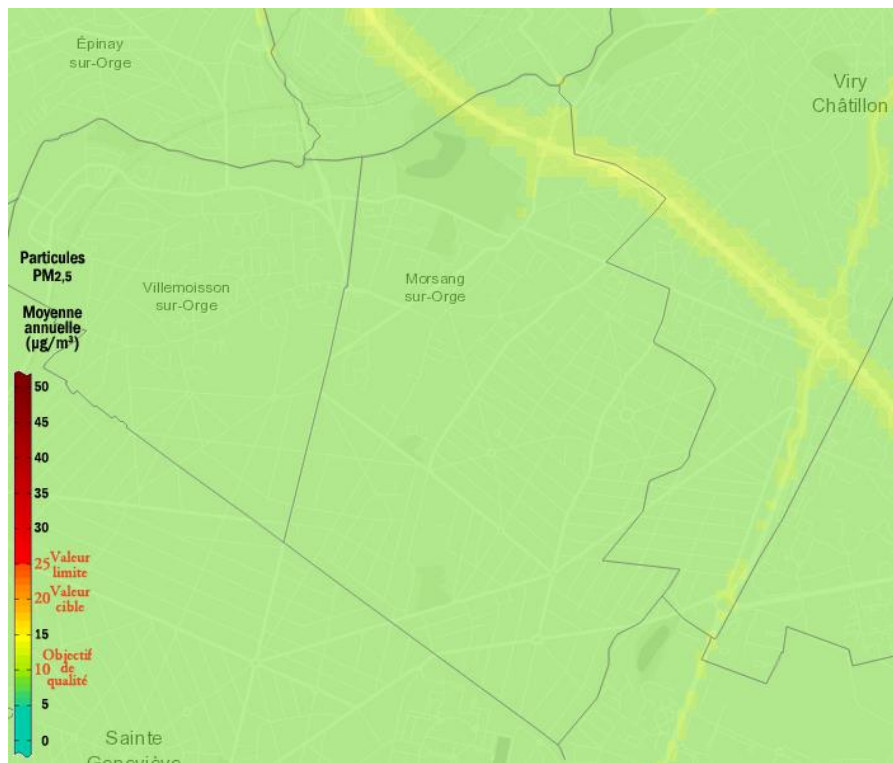 Épinay
sur-Orge
Viry
Châtillon
Particules
PM2,5
Moyenne
annuelle
(µg/m³)
Villemoisson
sur-Orge
Morsang
sur-Orge
50
45
40
35
30
25 Valeur
limite
20 Valeur
cible
15
Objectif
10 de
qualité
5
0
Sainte
Geneviève